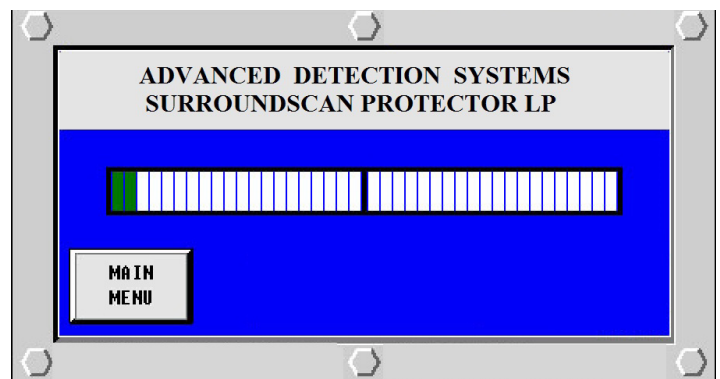 ADVANCED DETECTION SYSTEMS
SURROUNDSCAN PROTECTOR LP
MAIN
MENU